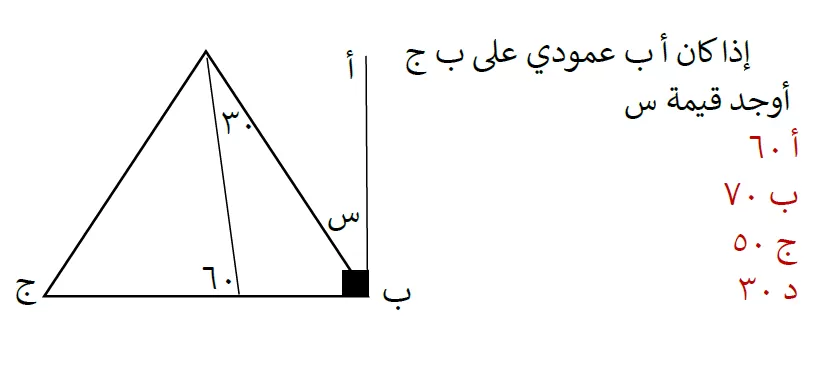 إذا كان أ ب عمودي على ب ج
أوجد قيمة س
أ ٦٠
ب ٧٠
ج ٥٠
د ٣٠
أ
٣٠
س
٦٠
ج
ب